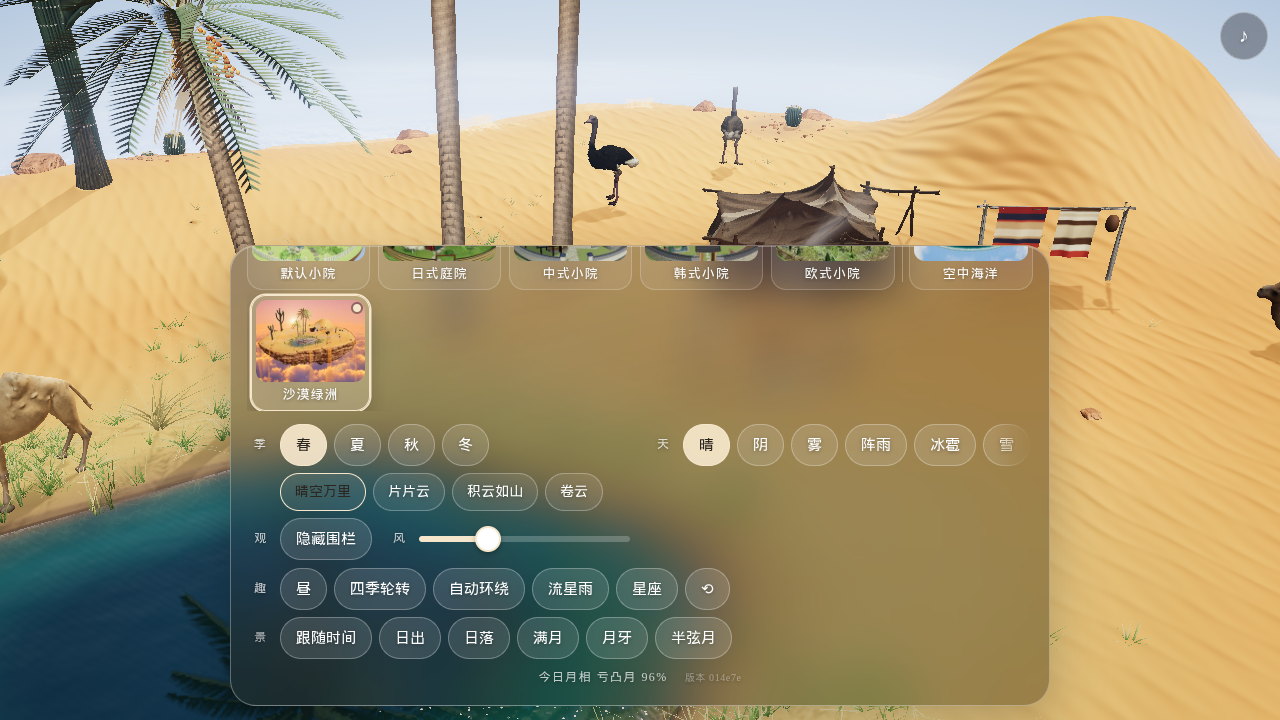 ♪
默认小院 日式庭院 中式小院 韩式小院 欧式小院 空中海洋
沙漠绿洲
季 春 夏 秋 冬 天 晴 阴 雾 阵雨 冰雹 雪
晴空万里 片片云 积云如山 卷云
观 隐藏围栏 风
趣 昼 四季轮转 自动环绕 流星雨 星座 ⟲
景 跟随时间 日出 日落 满月 月牙 半弦月
今日月相 亏凸月 96% 版本 014e7e